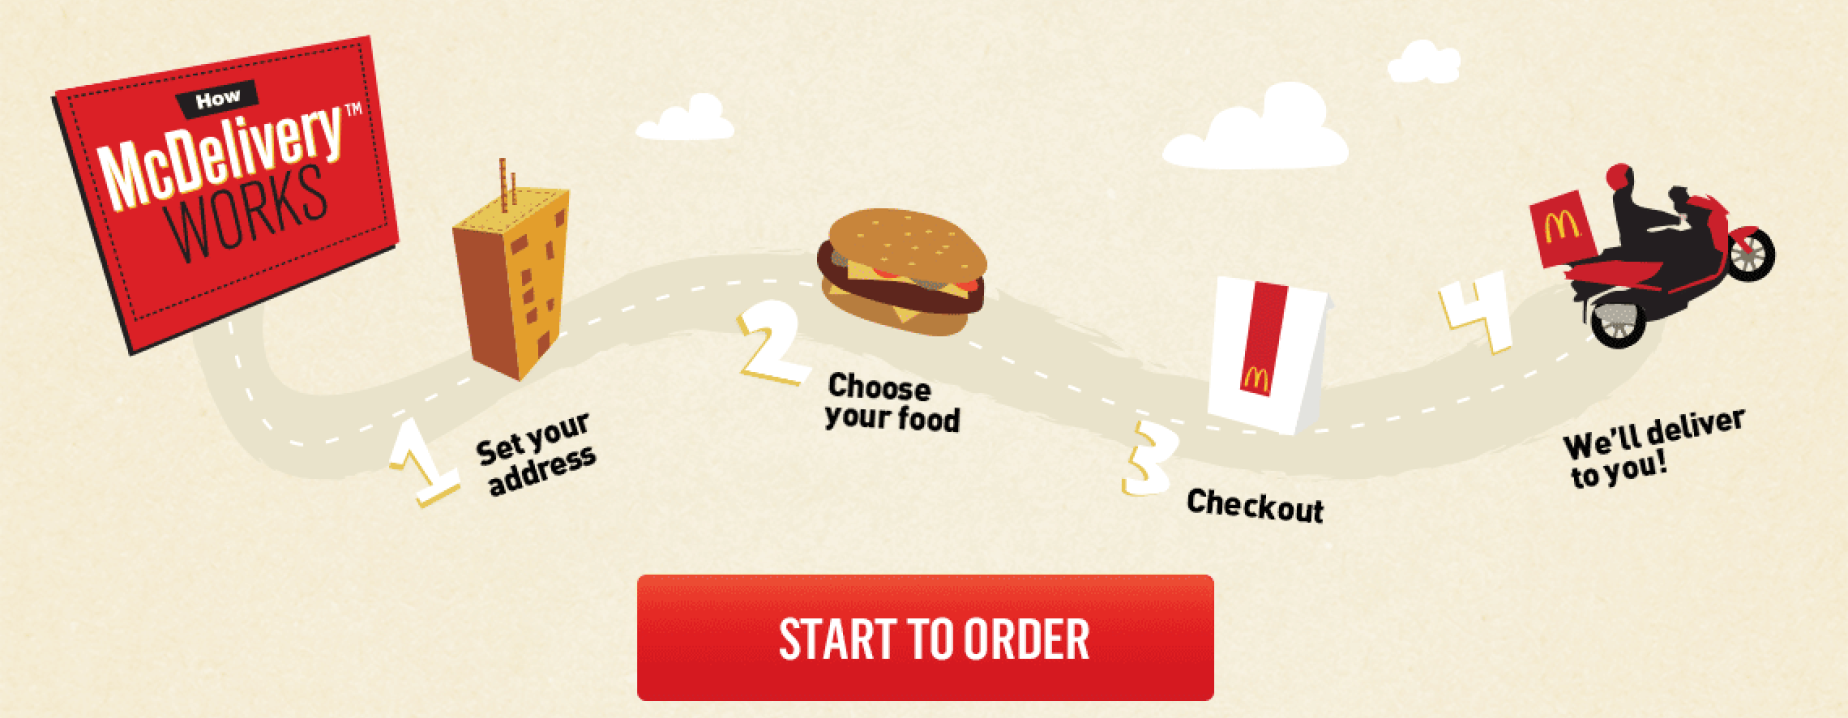 How
McDelivery™
WORKS
1
Set your
address
2
Choose
your food
3
Checkout
4
We'll deliver
to you!
START TO ORDER